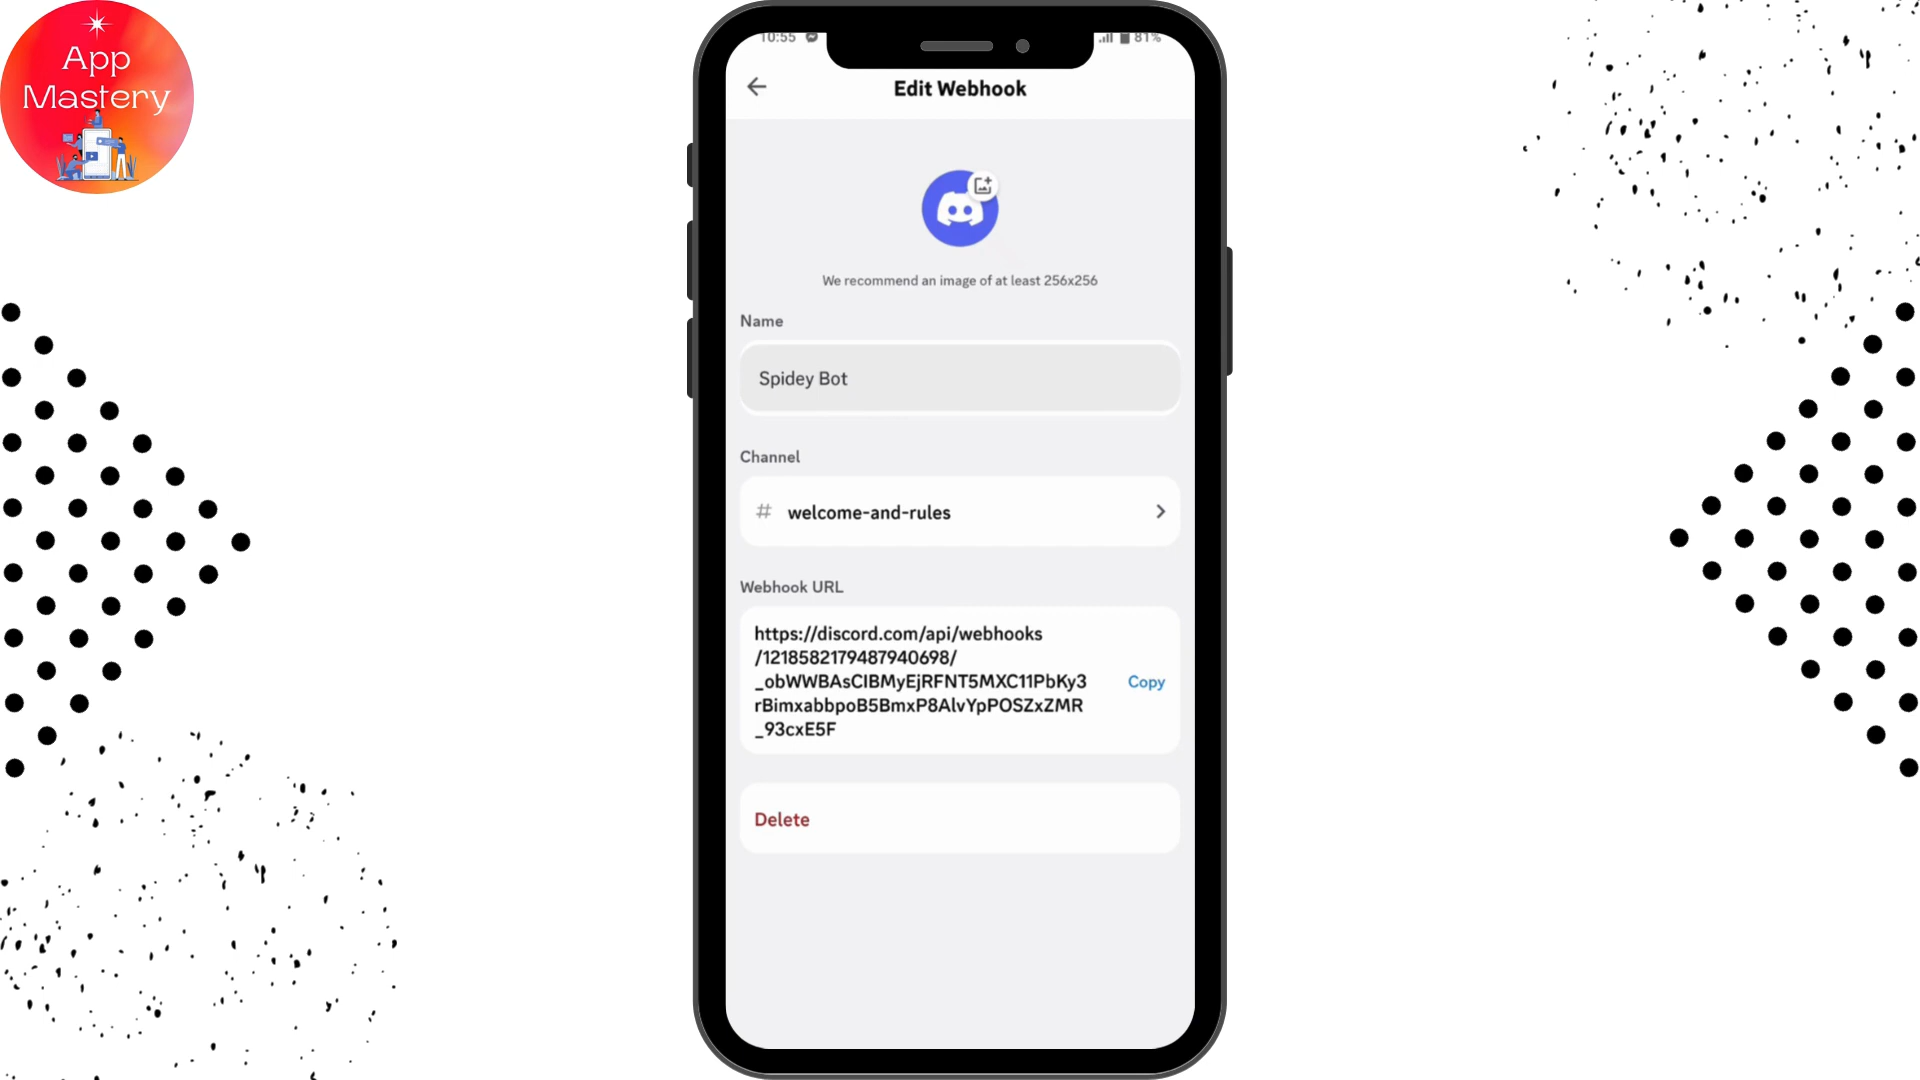 App
Mastery
10:55
81%
Edit Webhook
We recommend an image of at least 256x256
Name
Spidey Bot
Channel
# welcome-and-rules
Webhook URL
https://discord.com/api/webhooks
/1218582179487940698/
_obWWBAsCIBMyEjRFNT5MXC11PbKy3
rBimxabbpoB5BmxP8AlvYpPOSZxZMR
_93cxE5F
Copy
Delete